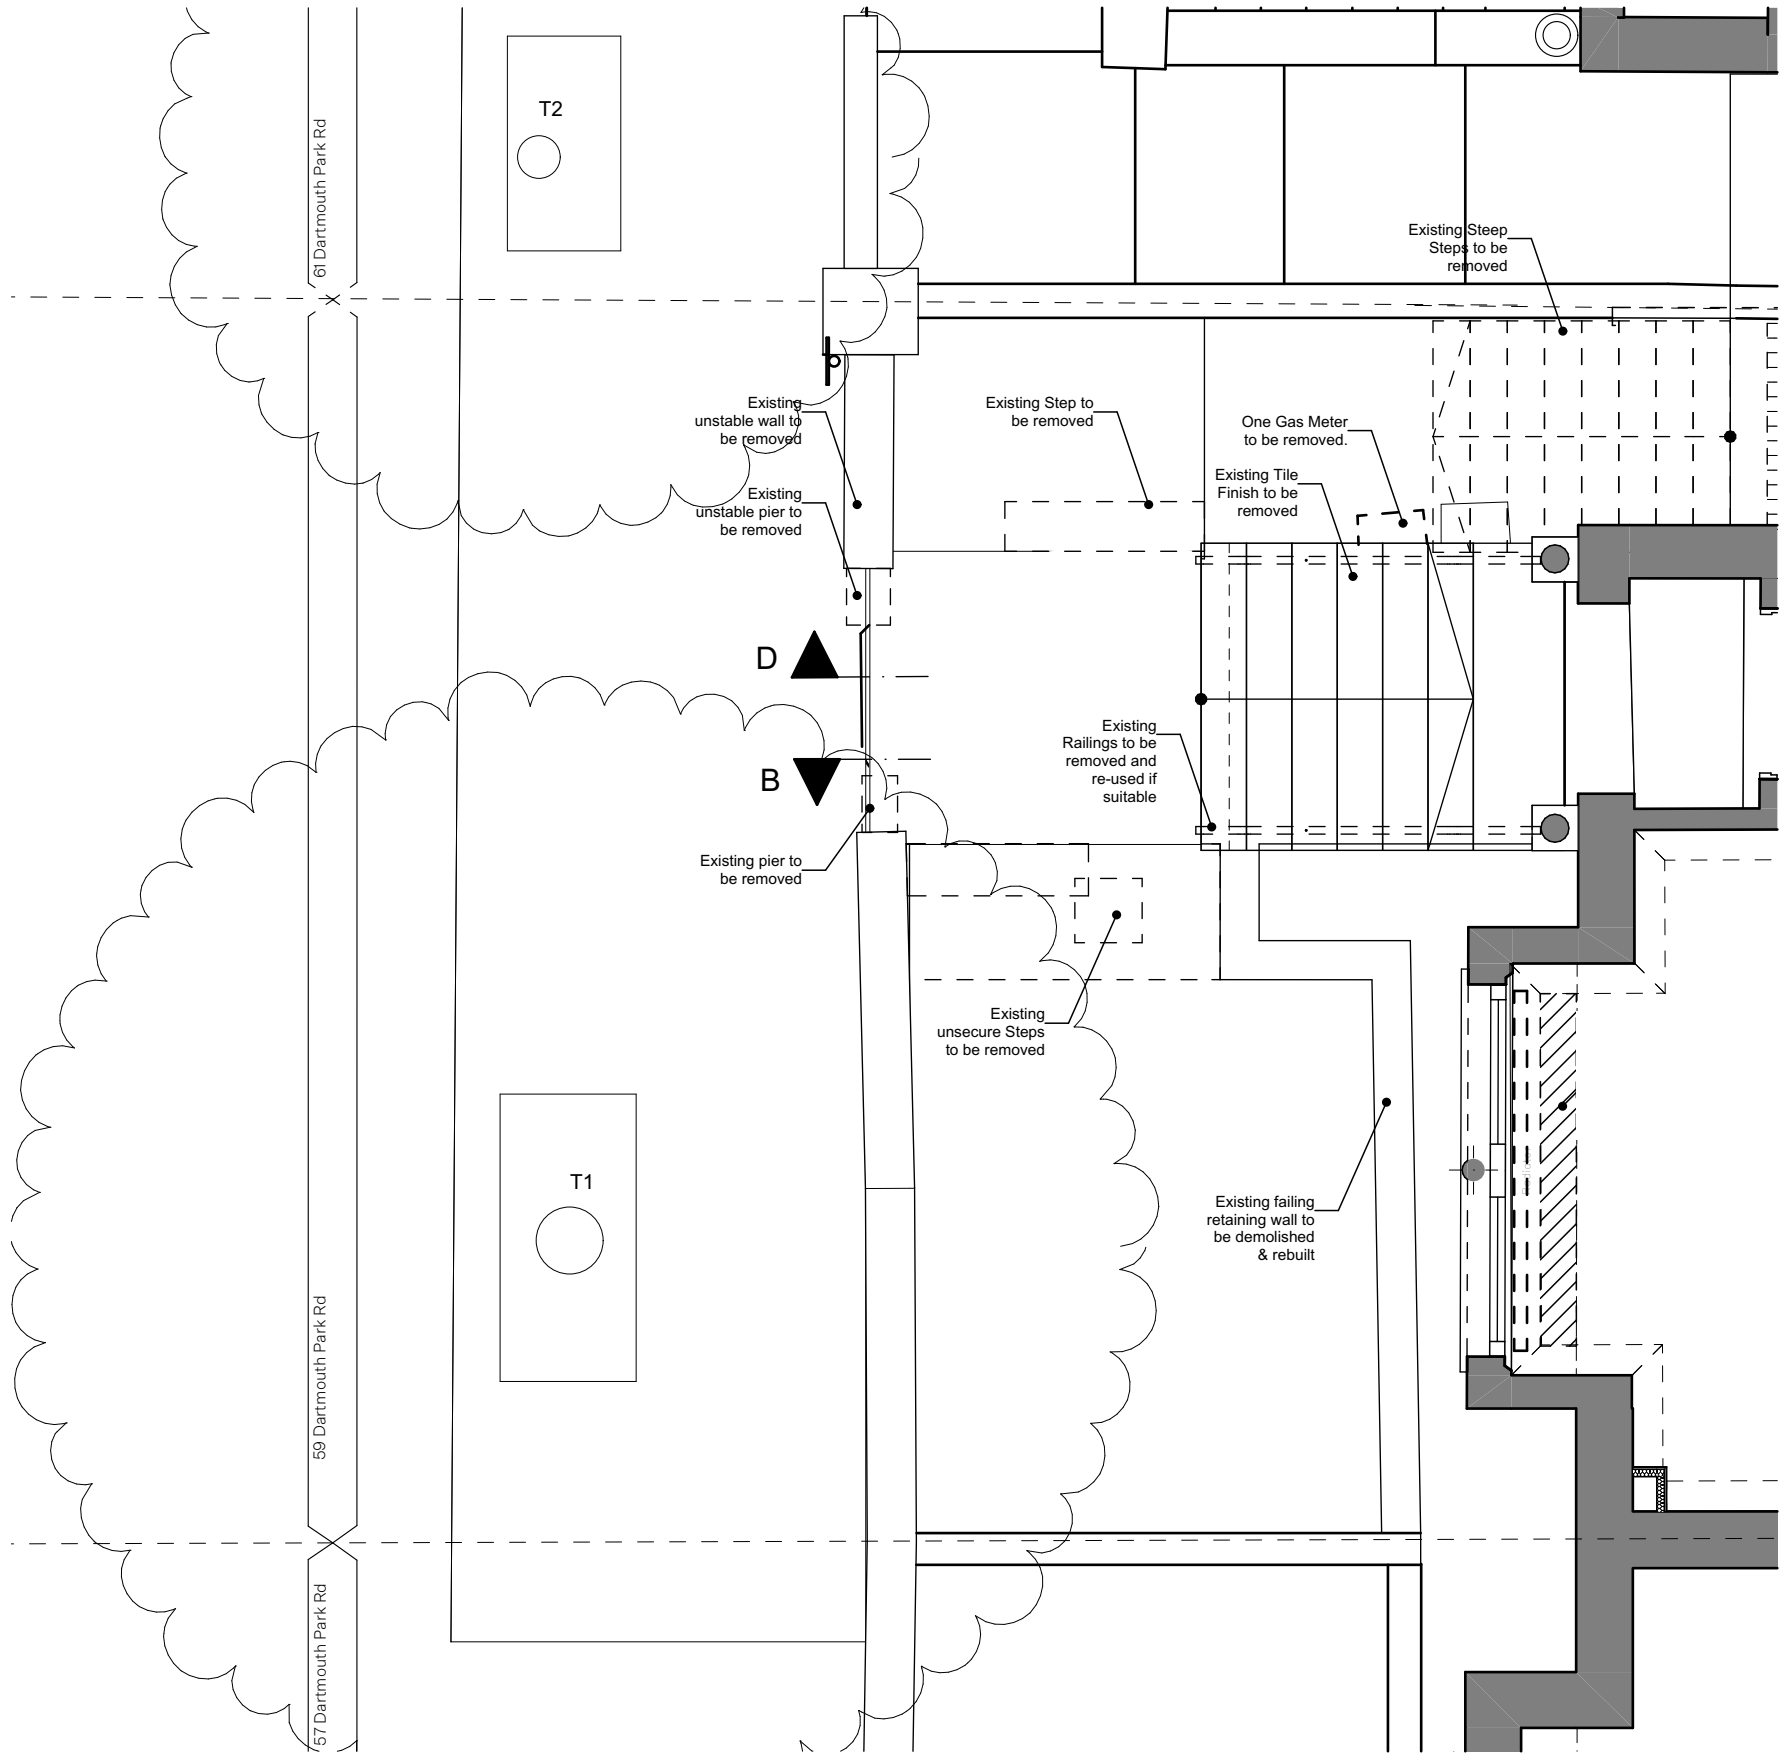 T2
61 Dartmouth Park Rd
Existing Steep
Steps to be
removed
Existing
unstable wall to
be removed
Existing Step to
be removed
One Gas Meter
to be removed.
Existing Tile
Finish to be
removed
Existing
unstable pier to
be removed
D
B
Existing
Railings to be
removed and
re-used if
suitable
Existing pier to
be removed
Existing
unsecure Steps
to be removed
T1
Existing failing
retaining wall to
be demolished
& rebuilt
59 Dartmouth Park Rd
57 Dartmouth Park Rd